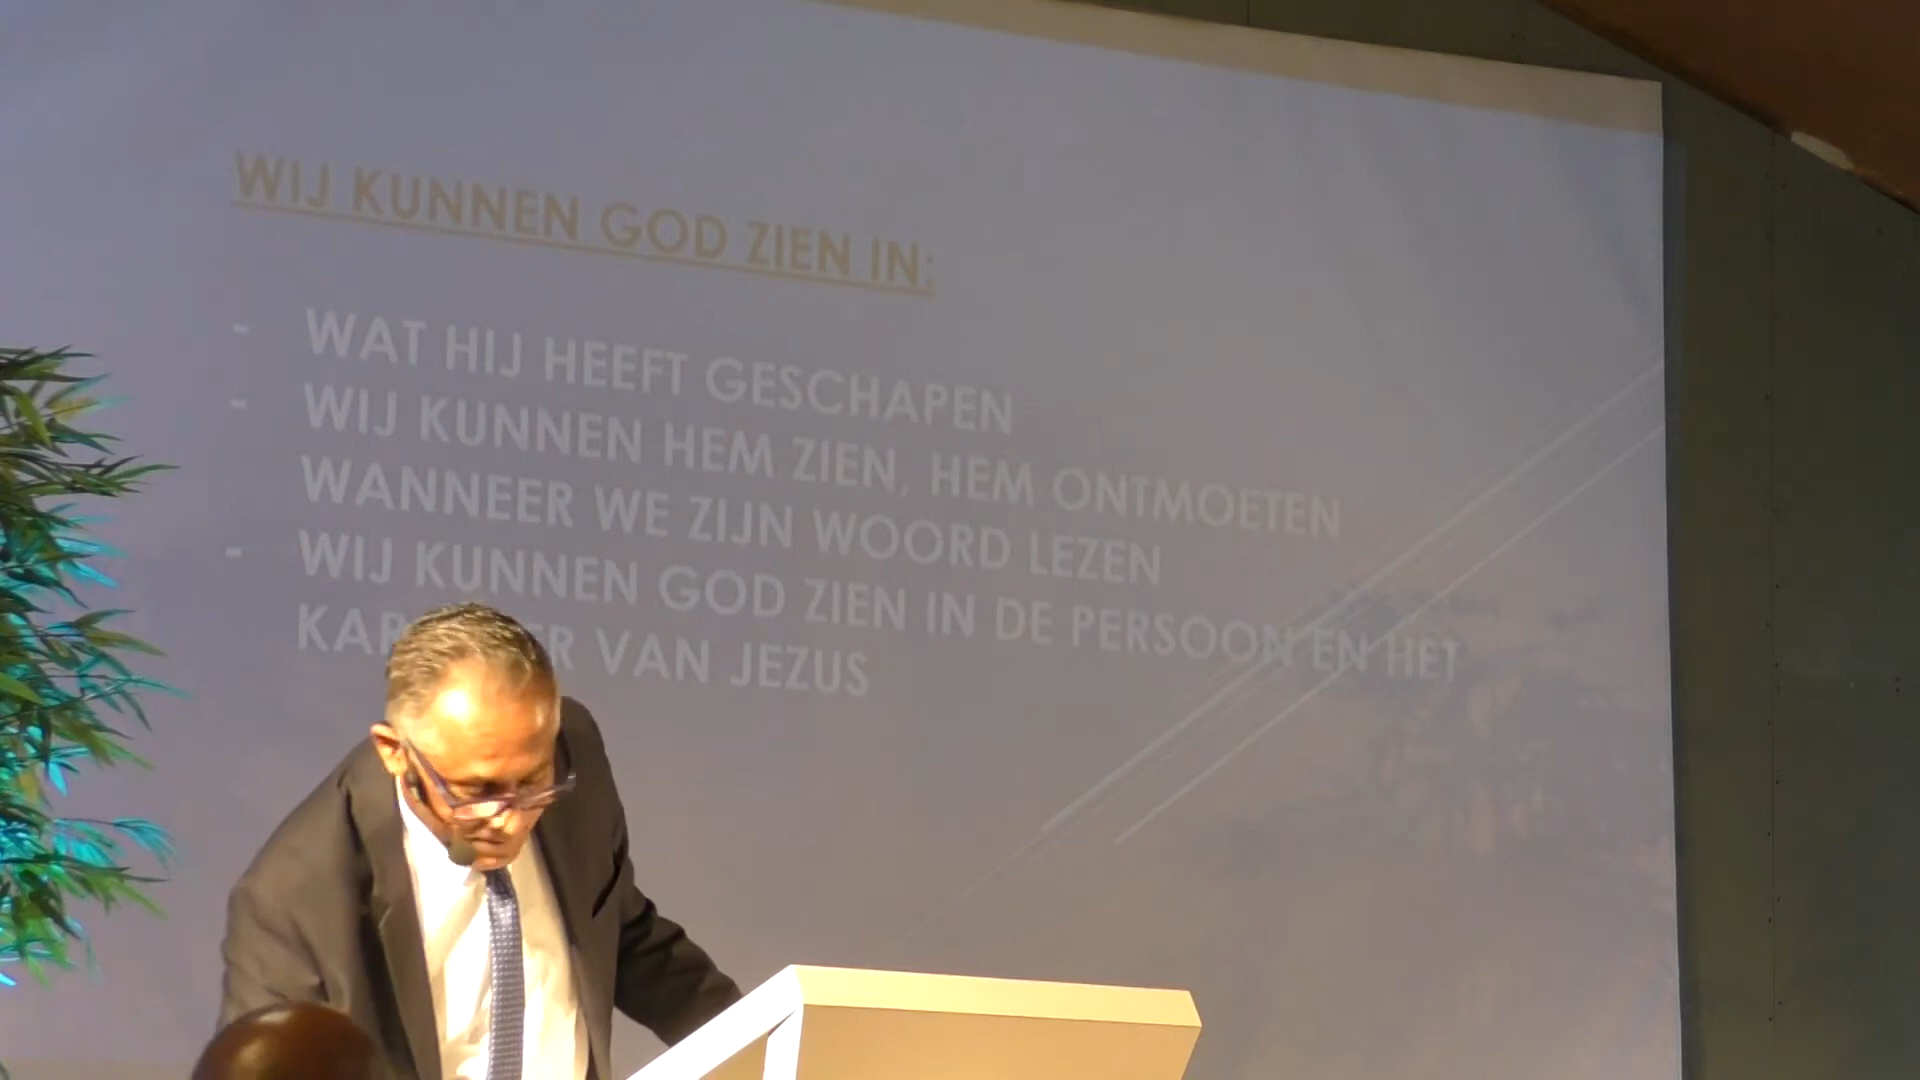 WIJ KUNNEN GOD ZIEN IN:
- WAT HIJ HEEFT GESCHAPEN
- WIJ KUNNEN HEM ZIEN, HEM ONTMOETEN
WANNEER WE ZIJN WOORD LEZEN
- WIJ KUNNEN GOD ZIEN IN DE PERSOON EN HET
VAN JEZUS